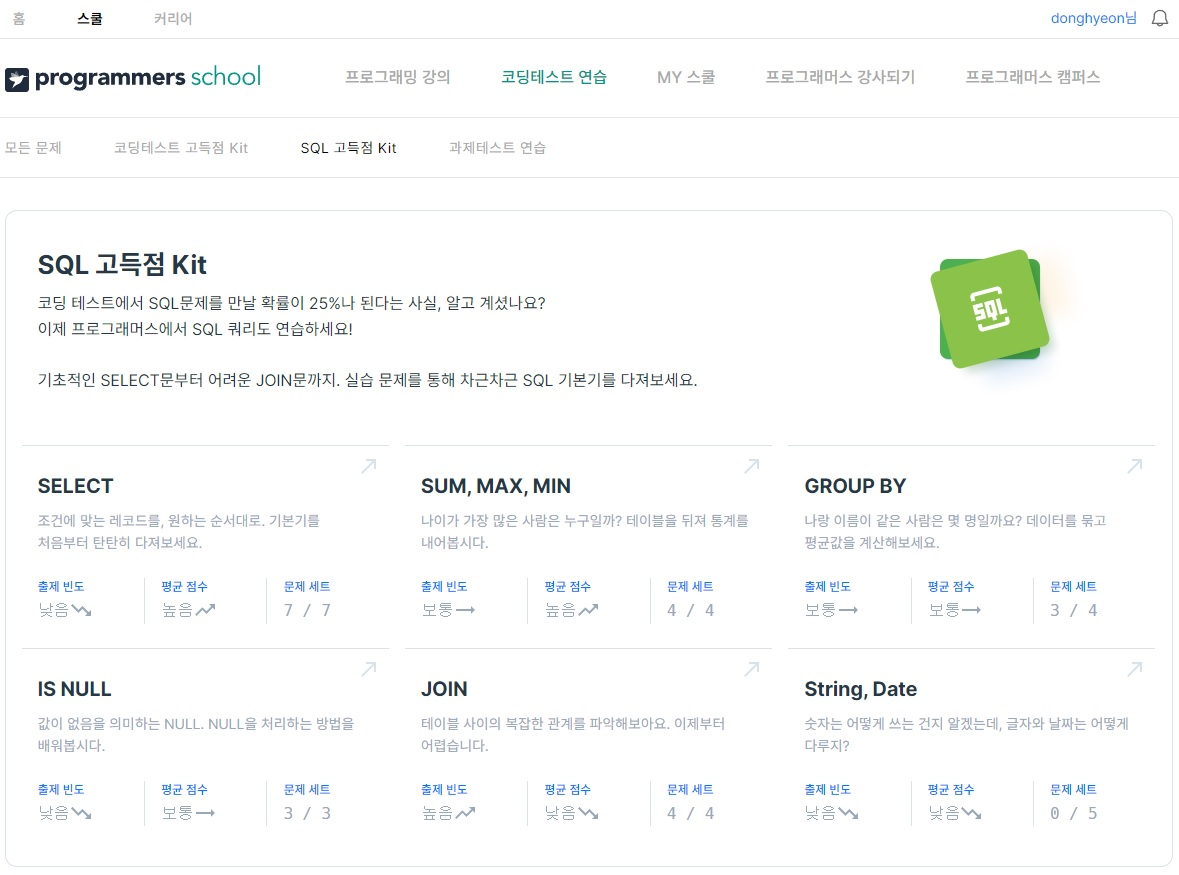 홈 스쿨 커리어 donghyeon님
programmers school 프로그래밍 강의 코딩테스트 연습 MY 스쿨 프로그래머스 강사되기 프로그래머스 캠퍼스
모든 문제 코딩테스트 고득점 Kit SQL 고득점 Kit 과제테스트 연습
SQL 고득점 Kit
코딩 테스트에서 SQL문제를 만날 확률이 25%나 된다는 사실, 알고 계셨나요?
이제 프로그래머스에서 SQL 쿼리도 연습하세요!
기초적인 SELECT문부터 어려운 JOIN문까지. 실습 문제를 통해 차근차근 SQL 기본기를 다져보세요.
SQL
SELECT
조건에 맞는 레코드를, 원하는 순서대로. 기본기를
처음부터 탄탄히 다져보세요.
출제 빈도 평균 점수 문제 세트
낮음 높음 7 / 7
SUM, MAX, MIN
나이가 가장 많은 사람은 누구일까? 테이블을 뒤져 통계를
내어봅시다.
출제 빈도 평균 점수 문제 세트
보통 높음 4 / 4
GROUP BY
나랑 이름이 같은 사람은 몇 명일까요? 데이터를 묶고
평균값을 계산해보세요.
출제 빈도 평균 점수 문제 세트
보통 보통 3 / 4
IS NULL
값이 없음을 의미하는 NULL. NULL을 처리하는 방법을
배워봅시다.
출제 빈도 평균 점수 문제 세트
낮음 보통 3 / 3
JOIN
테이블 사이의 복잡한 관계를 파악해보아요. 이제부터
어렵습니다.
출제 빈도 평균 점수 문제 세트
높음 낮음 4 / 4
String, Date
숫자는 어떻게 쓰는 건지 알겠는데, 글자와 날짜는 어떻게
다루지?
출제 빈도 평균 점수 문제 세트
낮음 낮음 0 / 5